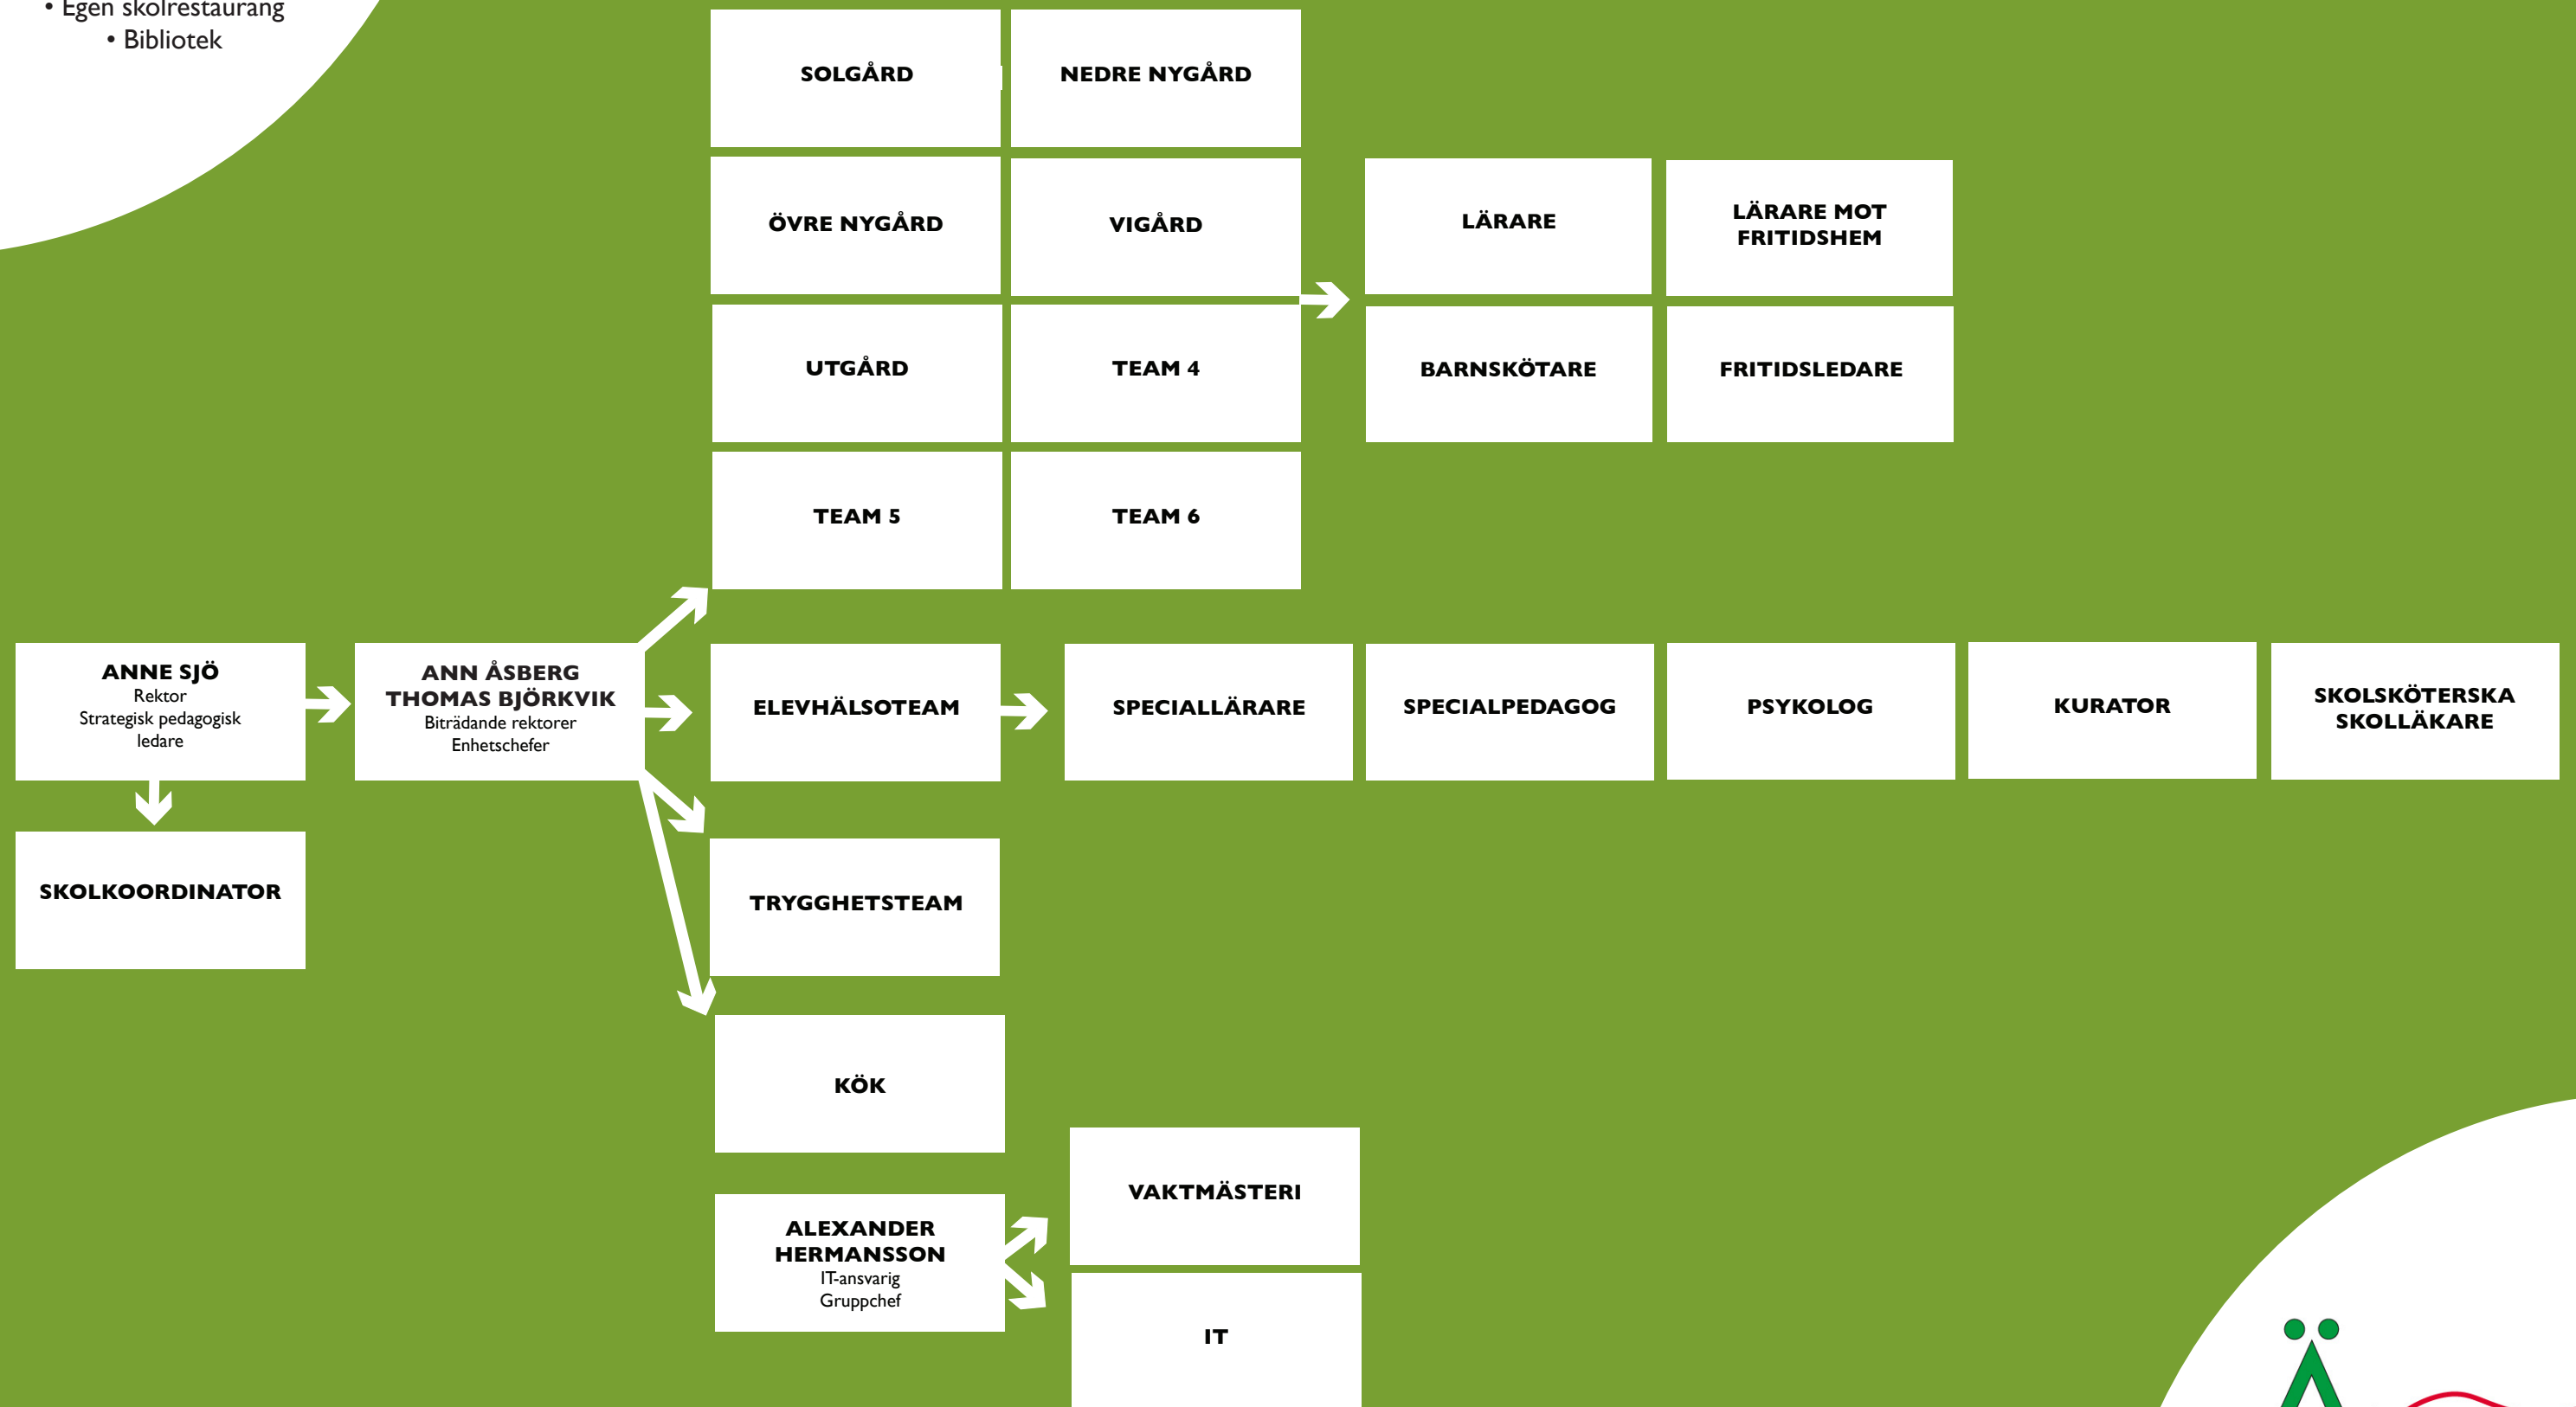 • Egen skolrestaurang
• Bibliotek
SOLGÅRD
NEDRE NYGÅRD
ÖVRE NYGÅRD
VIGÅRD
LÄRARE
LÄRARE MOT
FRITIDSHEM
UTGÅRD
TEAM 4
BARNSKÖTARE
FRITIDSLEDARE
TEAM 5
TEAM 6
ANNE SJÖ
Rektor
Strategisk pedagogisk
ledare
ANN ÅSBERG
THOMAS BJÖRKVIK
Biträdande rektorer
Enhetschefer
ELEVHÄLSOTEAM
SPECIALLÄRARE
SPECIALPEDAGOG
PSYKOLOG
KURATOR
SKOLSKÖTERSKA
SKOLLÄKARE
SKOLKOORDINATOR
TRYGGHETSTEAM
KÖK
VAKTMÄSTERI
ALEXANDER
HERMANSSON
IT-ansvarig
Gruppchef
IT